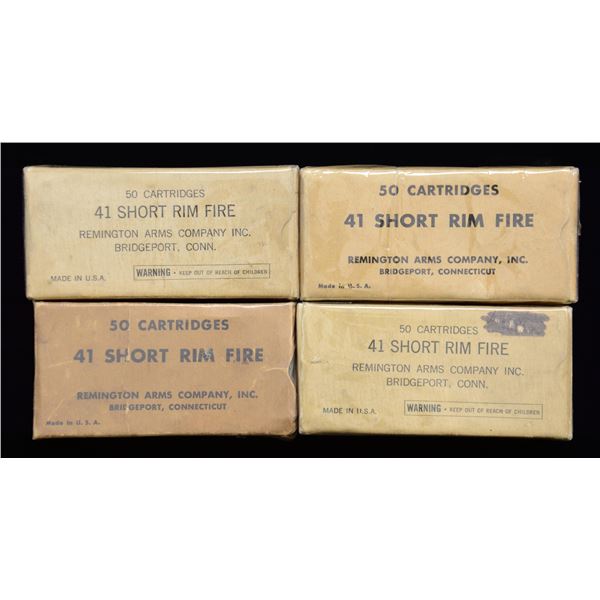 50 CARTRIDGES
41 SHORT RIM FIRE
REMINGTON ARMS COMPANY INC.
BRIDGEPORT, CONN.
MADE IN U.S.A.
WARNING • KEEP OUT OF REACH OF CHILDREN
50 CARTRIDGES
41 SHORT RIM FIRE
REMINGTON ARMS COMPANY, INC.
BRIDGEPORT, CONNECTICUT
Made in U. S. A.
50 CARTRIDGES
41 SHORT RIM FIRE
REMINGTON ARMS COMPANY, INC.
BRIDGEPORT, CONNECTICUT
Made in U. S. A.
50 CARTRIDGES
41 SHORT RIM FIRE
REMINGTON ARMS COMPANY INC.
BRIDGEPORT, CONN.
MADE IN U.S.A.
WARNING • KEEP OUT OF REACH OF CHILDREN